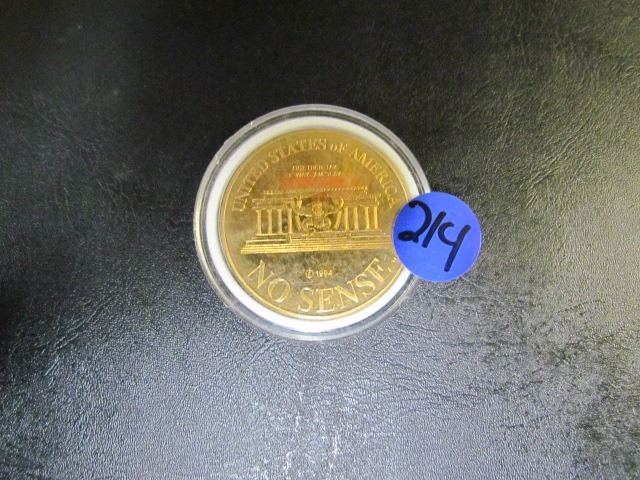 UNITED STATES OF AMERICA
© 1994
NO SENSE
214